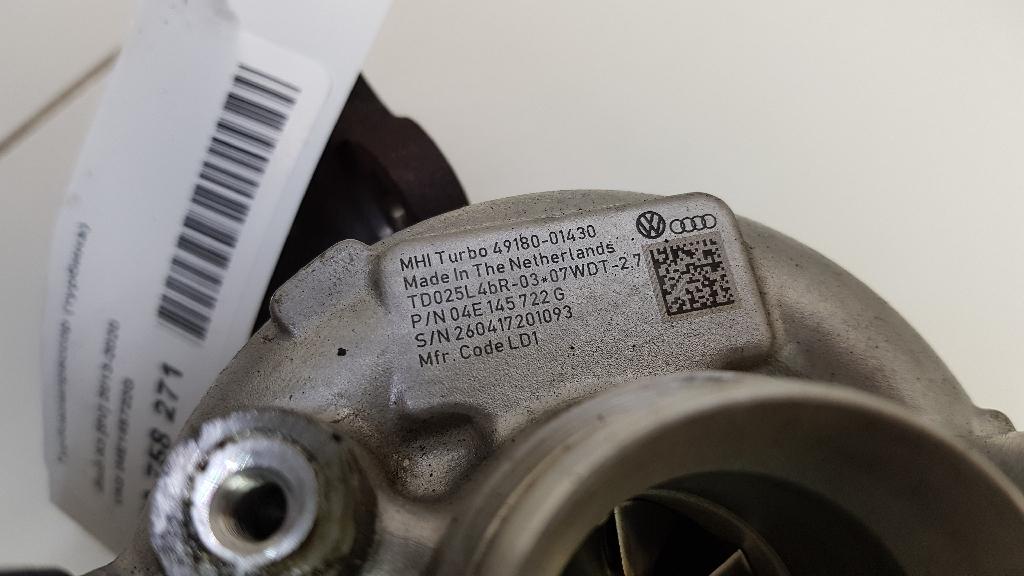 MHI Turbo 49180-01430
Made In The Netherlands
TD025L4bR-03*07WDT-2.7
P/N 04E 145 722 G
S/N 260417201093
Mfr. Code LD1
758 271